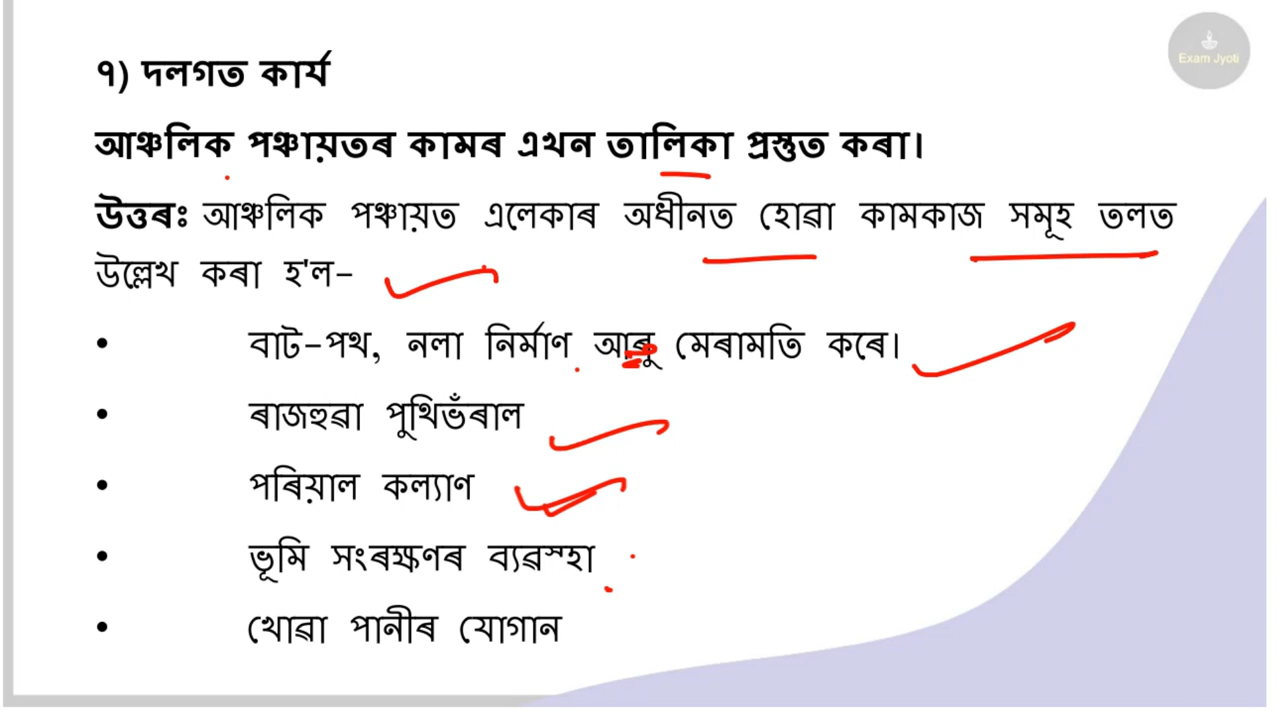 Exam Jyoti
৭) দলগত কাৰ্য
আঞ্চলিক পঞ্চায়তৰ কামৰ এখন তালিকা প্ৰস্তুত কৰা।
উত্তৰঃ আঞ্চলিক পঞ্চায়ত এলেকাৰ অধীনত হোৱা কামকাজ সমূহ তলত
উল্লেখ কৰা হ'ল–
• বাট–পথ, নলা নিৰ্মাণ আৰু মেৰামতি কৰে।
• ৰাজহুৱা পুথিভঁৰাল
• পৰিয়াল কল্যাণ
• ভূমি সংৰক্ষণৰ ব্যৱস্হা
• খোৱা পানীৰ যোগান